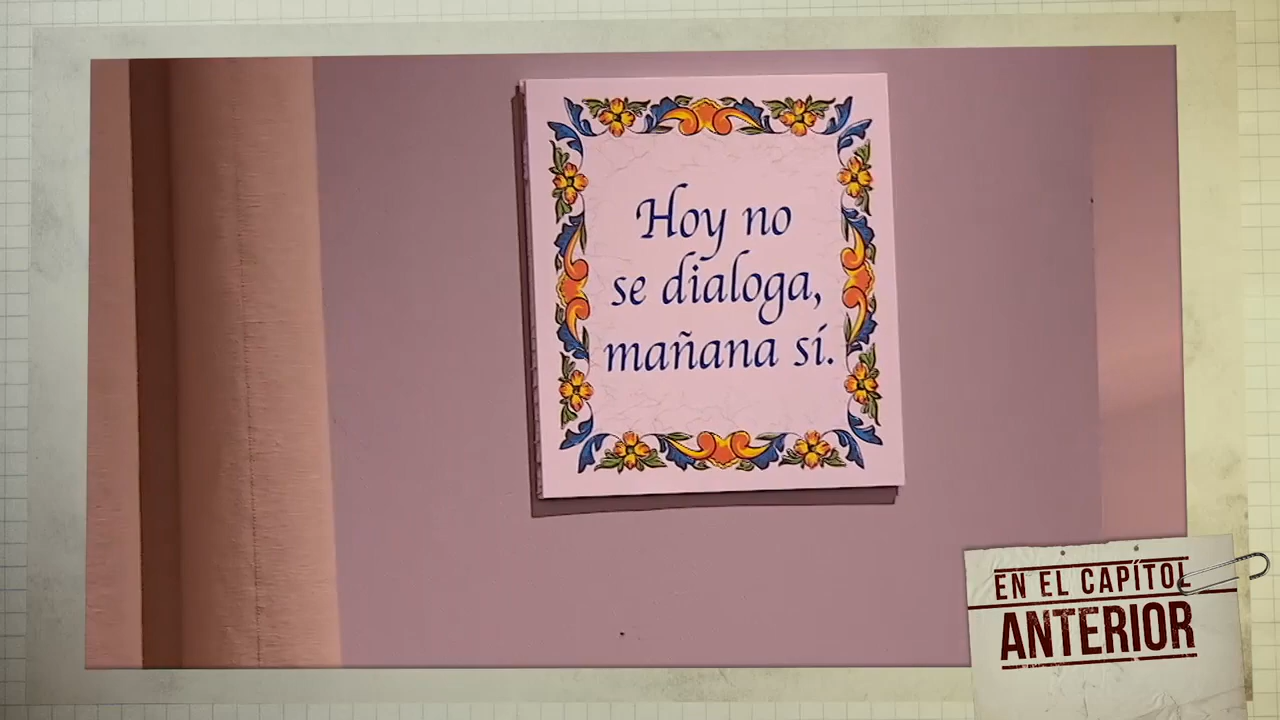 Hoy no
se dialoga,
mañana sí.
EN EL CAPÍTOL
ANTERIOR